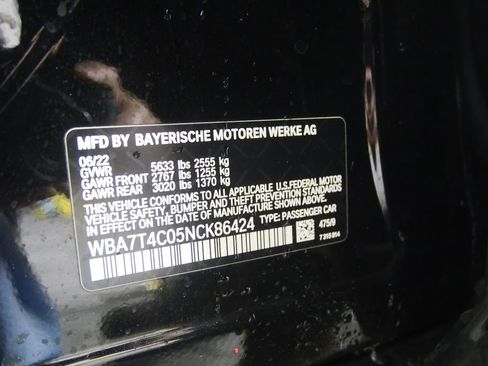 MFD BY BAYERISCHE MOTOREN WERKE AG
06/22
GVWR 5633 lbs 2555 kg
GAWR FRONT 2767 lbs 1255 kg
GAWR REAR 3020 lbs 1370 kg
THIS VEHICLE CONFORMS TO ALL APPLICABLE U.S. FEDERAL MOTOR
VEHICLE SAFETY, BUMPER, AND THEFT PREVENTION STANDARDS
IN EFFECT ON THE DATE OF MANUFACTURE SHOWN ABOVE.
WBA7T4C05NCK86424 TYPE: PASSENGER CAR
475/9
7315814